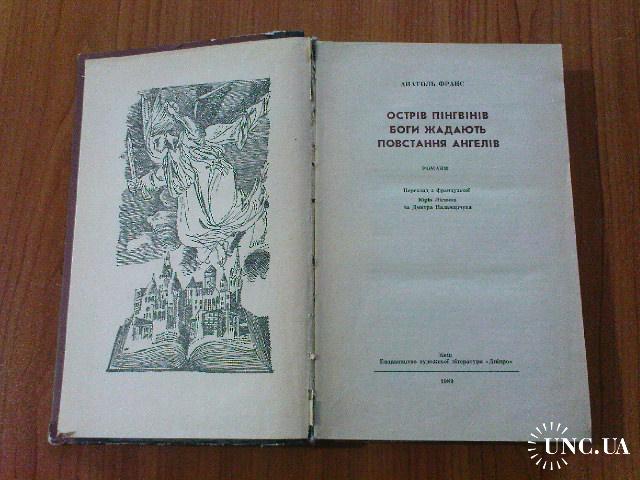 АНАТОЛЬ ФРАНС
ОСТРІВ ПІНГВІНІВ
БОГИ ЖАДАЮТЬ
ПОВСТАННЯ АНГЕЛІВ
РОМАНИ
Переклад з французької
Юрія
та Дмитра Паламарчука
Київ
Видавництво художньої літератури «Дніпро»
UNC.UA